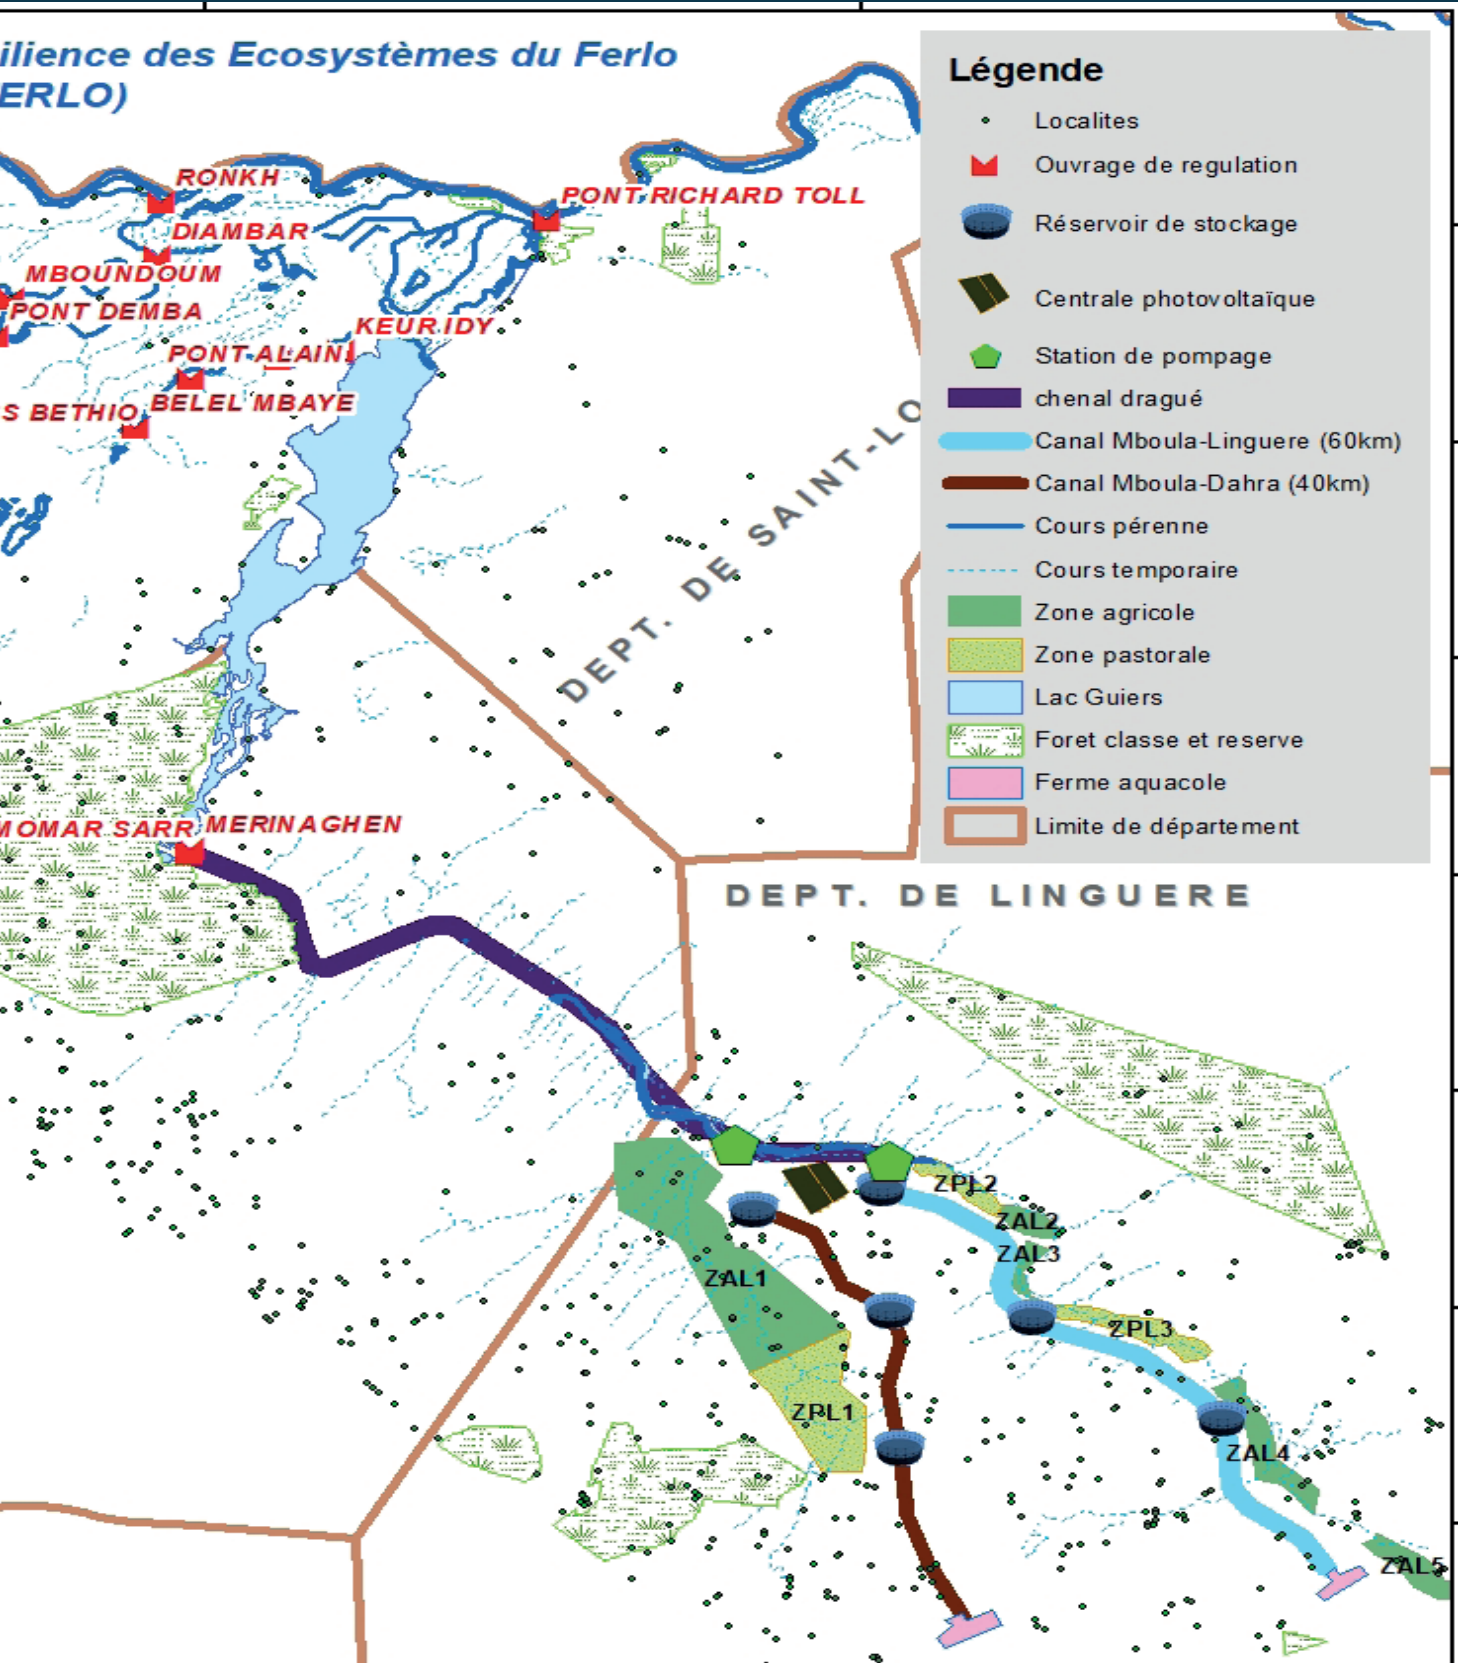 ilience des Ecosystèmes du Ferlo
ERLO)
Légende
Localites
Ouvrage de regulation
Réservoir de stockage
Centrale photovoltaïque
Station de pompage
chenal dragué
Canal Mboula-Linguere (60km)
Canal Mboula-Dahra (40km)
Cours pérenne
Cours temporaire
Zone agricole
Zone pastorale
Lac Guiers
Foret classe et reserve
Ferme aquacole
Limite de département
RONKH
PONT RICHARD TOLL
DIAMBAR
MBOUNDOUM
PONT DEMBA
KEUR IDY
PONT ALAIN
BELEL MBAYE
S BETHIO
DEPT. DE SAINT-LO
MOMAR SARR
MERINAGHEN
DEPT. DE LINGUERE
ZPL2
ZAL2
ZAL3
ZAL1
ZPL3
ZPL1
ZAL4
ZAL5